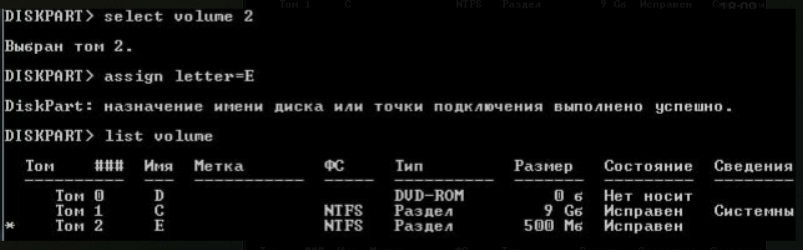 DISKPART> select volume 2
Выбран том 2.
DISKPART> assign letter=E
DiskPart: назначение имени диска или точки подключения выполнено успешно.
DISKPART> list volume
Том ### Имя Метка ФС Тип Размер Состояние Сведения
Том 0 D DVD-ROM 0 б Нет носит
Том 1 C NTFS Раздел 9 Gб Исправен Системны
* Том 2 E NTFS Раздел 500 Mб Исправен